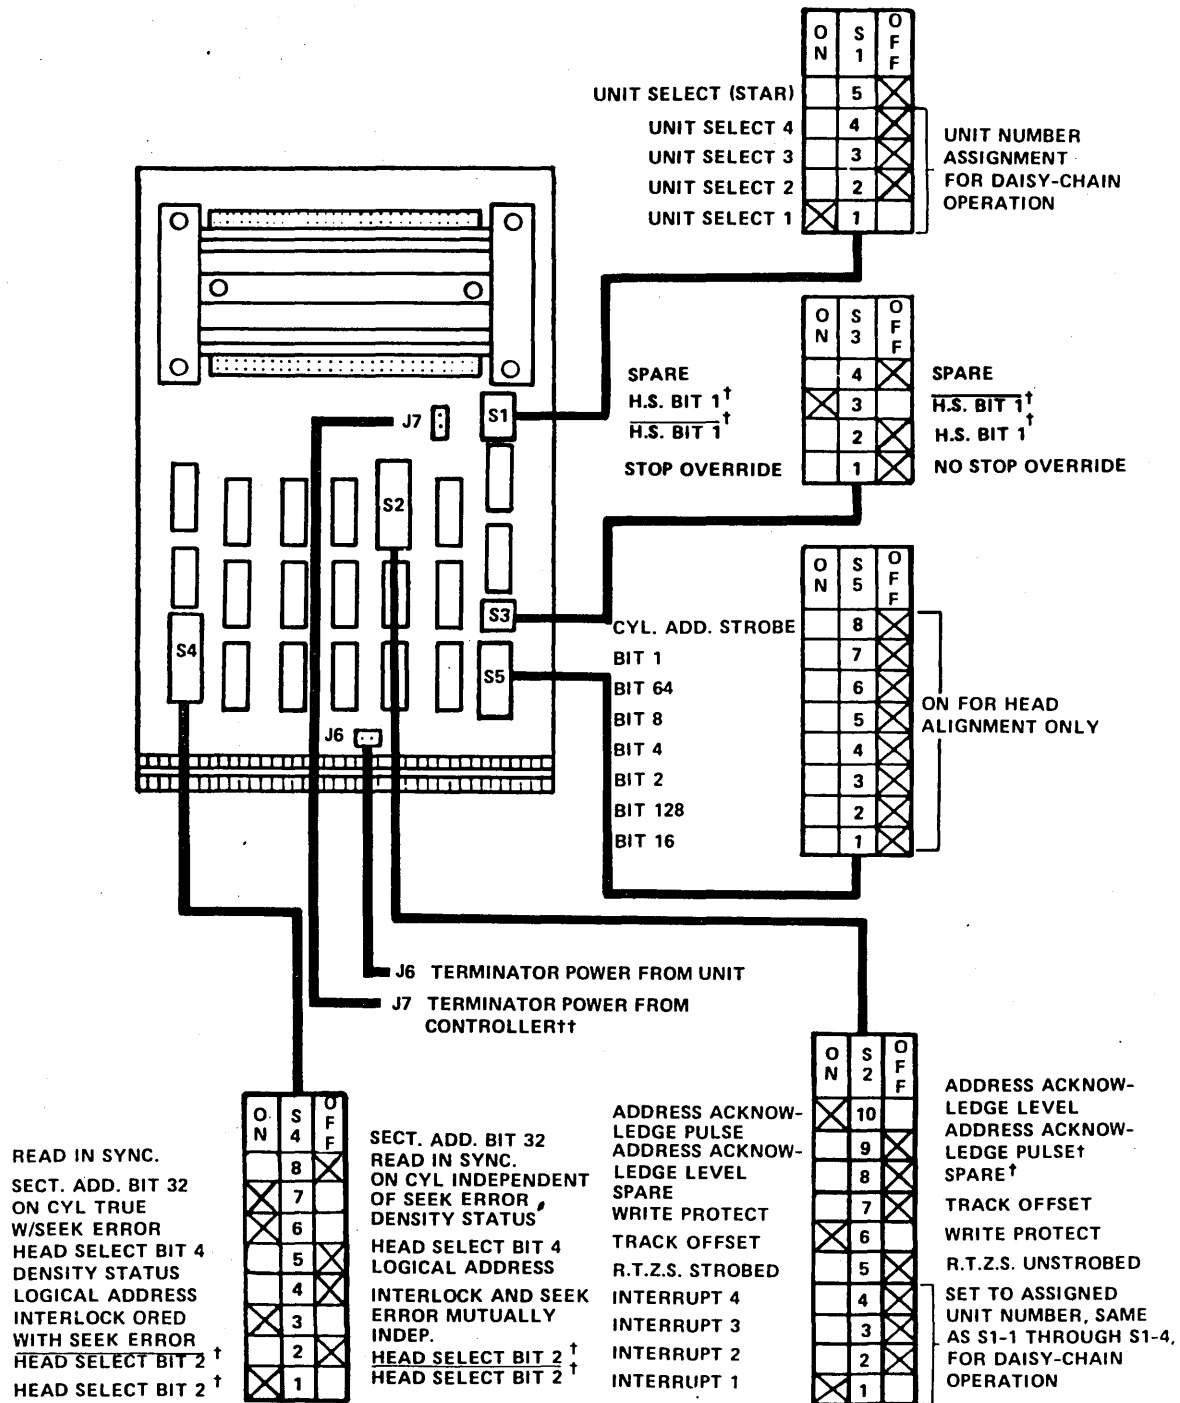 O
N
S
1
O
F
F
UNIT SELECT (STAR) 5
UNIT SELECT 4 4
UNIT SELECT 3 3
UNIT SELECT 2 2
UNIT SELECT 1 1
UNIT NUMBER
ASSIGNMENT
FOR DAISY-CHAIN
OPERATION
O
N
S
3
O
F
F
SPARE 4 SPARE
H.S. BIT 1† 3 H.S. BIT 1†
H.S. BIT 1† 2 H.S. BIT 1†
STOP OVERRIDE 1 NO STOP OVERRIDE
J7
S1
S2
S3
S4
S5
J6
O
N
S
5
O
F
F
CYL. ADD. STROBE 8
BIT 1 7
BIT 64 6
BIT 8 5
BIT 4 4
BIT 2 3
BIT 128 2
BIT 16 1
ON FOR HEAD
ALIGNMENT ONLY
J6 TERMINATOR POWER FROM UNIT
J7 TERMINATOR POWER FROM
CONTROLLER††
O
N
S
4
O
F
F
8
7
6
5
4
3
2
1
READ IN SYNC.
SECT. ADD. BIT 32
ON CYL TRUE
W/SEEK ERROR
HEAD SELECT BIT 4
DENSITY STATUS
LOGICAL ADDRESS
INTERLOCK ORED
WITH SEEK ERROR
HEAD SELECT BIT 2†
HEAD SELECT BIT 2†
SECT. ADD. BIT 32
READ IN SYNC.
ON CYL INDEPENDENT
OF SEEK ERROR
DENSITY STATUS
HEAD SELECT BIT 4
LOGICAL ADDRESS
INTERLOCK AND SEEK
ERROR MUTUALLY
INDEP.
HEAD SELECT BIT 2†
HEAD SELECT BIT 2†
O
N
S
2
O
F
F
10
9
8
7
6
5
4
3
2
1
ADDRESS ACKNOW-
LEDGE PULSE
ADDRESS ACKNOW-
LEDGE LEVEL
SPARE
WRITE PROTECT
TRACK OFFSET
R.T.Z.S. STROBED
INTERRUPT 4
INTERRUPT 3
INTERRUPT 2
INTERRUPT 1
ADDRESS ACKNOW-
LEDGE LEVEL
ADDRESS ACKNOW-
LEDGE PULSE†
SPARE†
TRACK OFFSET
WRITE PROTECT
R.T.Z.S. UNSTROBED
SET TO ASSIGNED
UNIT NUMBER, SAME
AS S1-1 THROUGH S1-4,
FOR DAISY-CHAIN
OPERATION